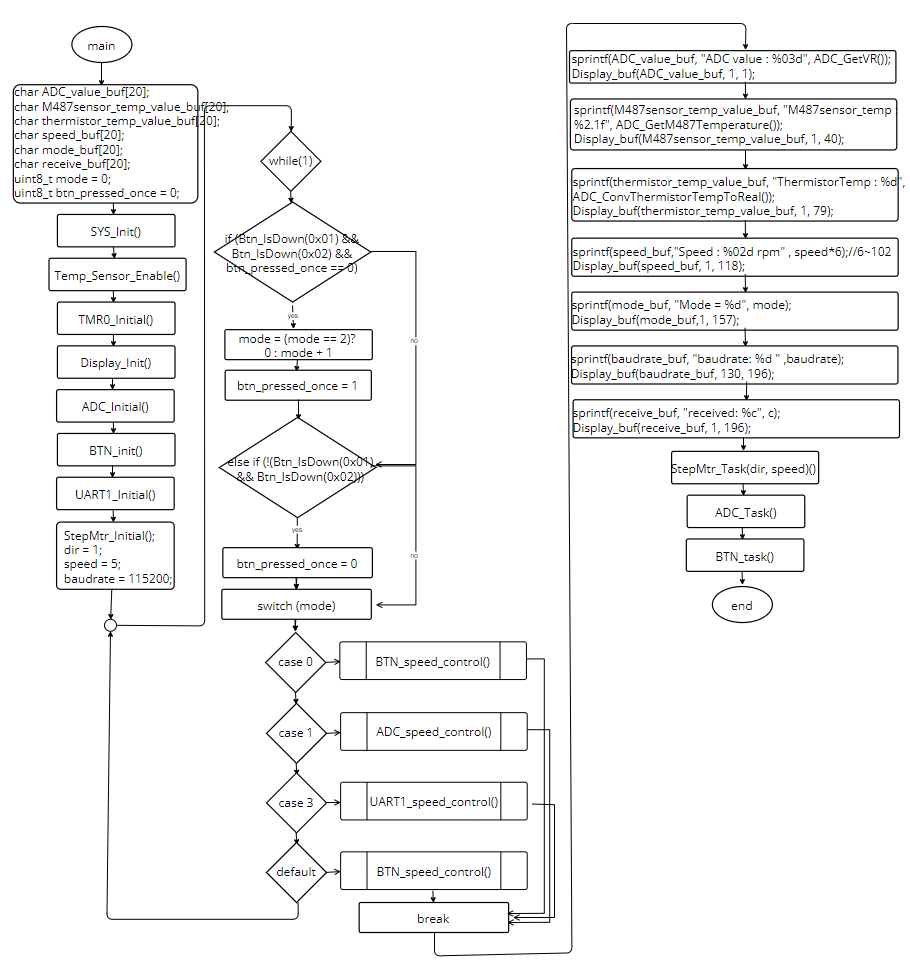 main
char ADC_value_buf[20];
char M487sensor_temp_value_buf[20];
char thermistor_temp_value_buf[20];
char speed_buf[20];
char mode_buf[20];
char receive_buf[20];
uint8_t mode = 0;
uint8_t btn_pressed_once = 0;
SYS_Init()
Temp_Sensor_Enable()
TMR0_Initial()
Display_Init()
ADC_Initial()
BTN_init()
UART1_Initial()
StepMtr_Initial();
dir = 1;
speed = 5;
baudrate = 115200;
while(1)
if (Btn_IsDown(0x01) &&
Btn_IsDown(0x02) &&
btn_pressed_once == 0)
yes
no
mode = (mode == 2)?
0 : mode + 1
btn_pressed_once = 1
else if (!(Btn_IsDown(0x01)
&& Btn_IsDown(0x02)))
yes
no
btn_pressed_once = 0
switch (mode)
case 0
BTN_speed_control()
case 1
ADC_speed_control()
case 3
UART1_speed_control()
default
BTN_speed_control()
break
sprintf(ADC_value_buf, "ADC value : %03d", ADC_GetVR());
Display_buf(ADC_value_buf, 1, 1);
sprintf(M487sensor_temp_value_buf, "M487sensor_temp :
%2.1f", ADC_GetM487Temperature());
Display_buf(M487sensor_temp_value_buf, 1, 40);
sprintf(thermistor_temp_value_buf, "ThermistorTemp : %d",
ADC_ConvThermistorTempToReal());
Display_buf(thermistor_temp_value_buf, 1, 79);
sprintf(speed_buf,"Speed : %02d rpm" , speed*6);//6~102
Display_buf(speed_buf, 1, 118);
sprintf(mode_buf, "Mode = %d", mode);
Display_buf(mode_buf,1, 157);
sprintf(baudrate_buf, "baudrate: %d " ,baudrate);
Display_buf(baudrate_buf, 130, 196);
sprintf(receive_buf, "received: %c", c);
Display_buf(receive_buf, 1, 196);
StepMtr_Task(dir, speed)()
ADC_Task()
BTN_task()
end